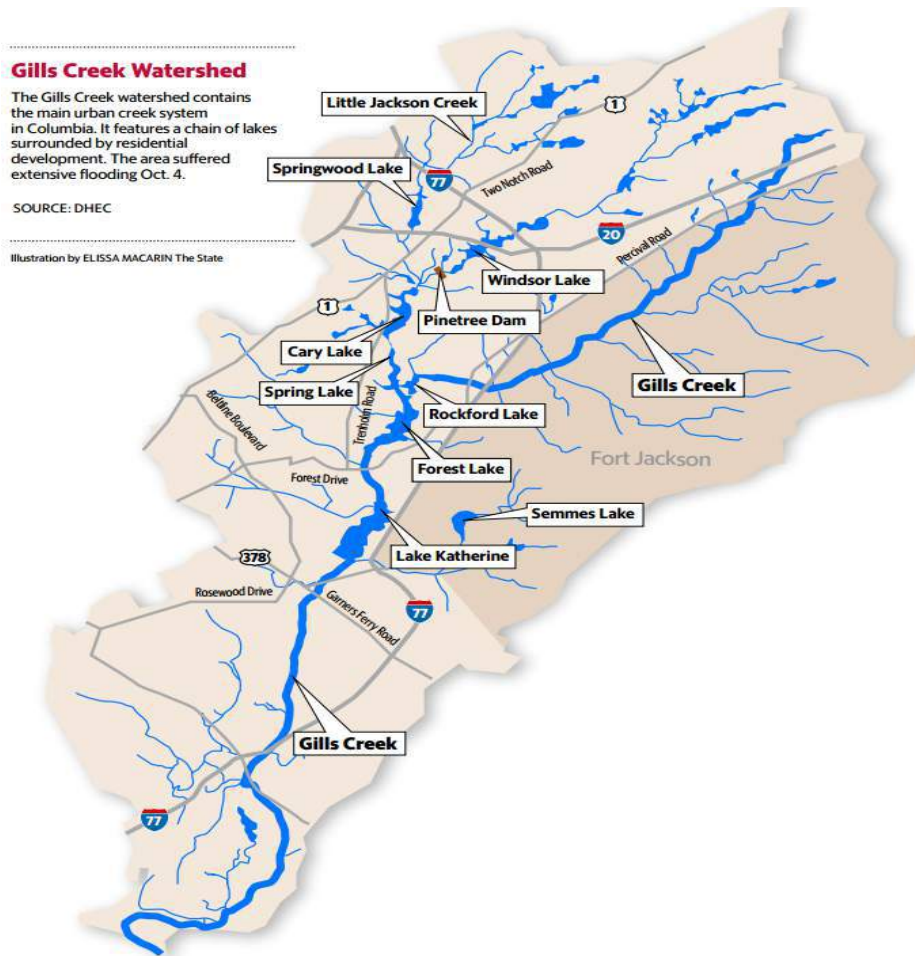 Gills Creek Watershed
The Gills Creek watershed contains
the main urban creek system
in Columbia. It features a chain of lakes
surrounded by residential
development. The area suffered
extensive flooding Oct. 4.
SOURCE: DHEC
Illustration by ELISSA MACARIN The State
Little Jackson Creek
1
Springwood Lake
77
Two Notch Road
20
Percival Road
Windsor Lake
1
Pinetree Dam
Cary Lake
Spring Lake
Gills Creek
Rockford Lake
Beltline Boulevard
Trenholm Road
Forest Lake
Fort Jackson
Forest Drive
Semmes Lake
Lake Katherine
378
Rosewood Drive
Garners Ferry Road
77
Gills Creek
77